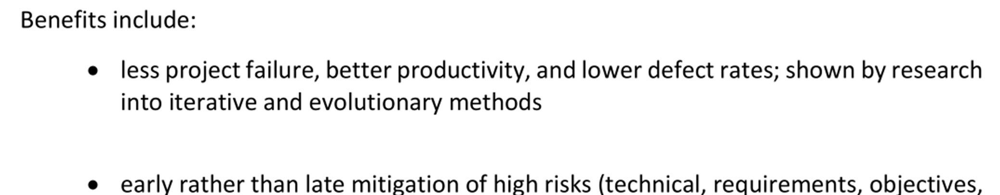 Benefits include:
• less project failure, better productivity, and lower defect rates; shown by research
into iterative and evolutionary methods
• early rather than late mitigation of high risks (technical, requirements, objectives,